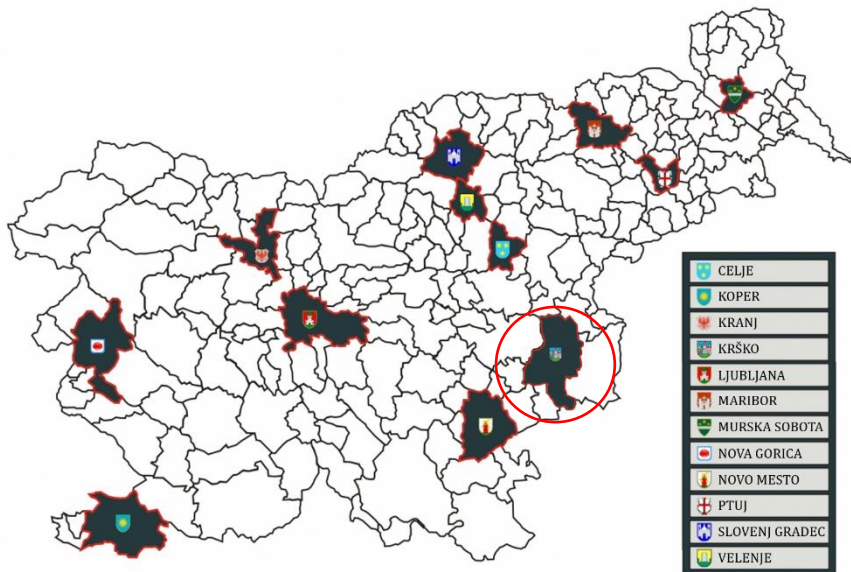 CELJE
KOPER
KRANJ
KRŠKO
LJUBLJANA
MARIBOR
MURSKA SOBOTA
NOVA GORICA
NOVO MESTO
PTUJ
SLOVENJ GRADEC
VELENJE